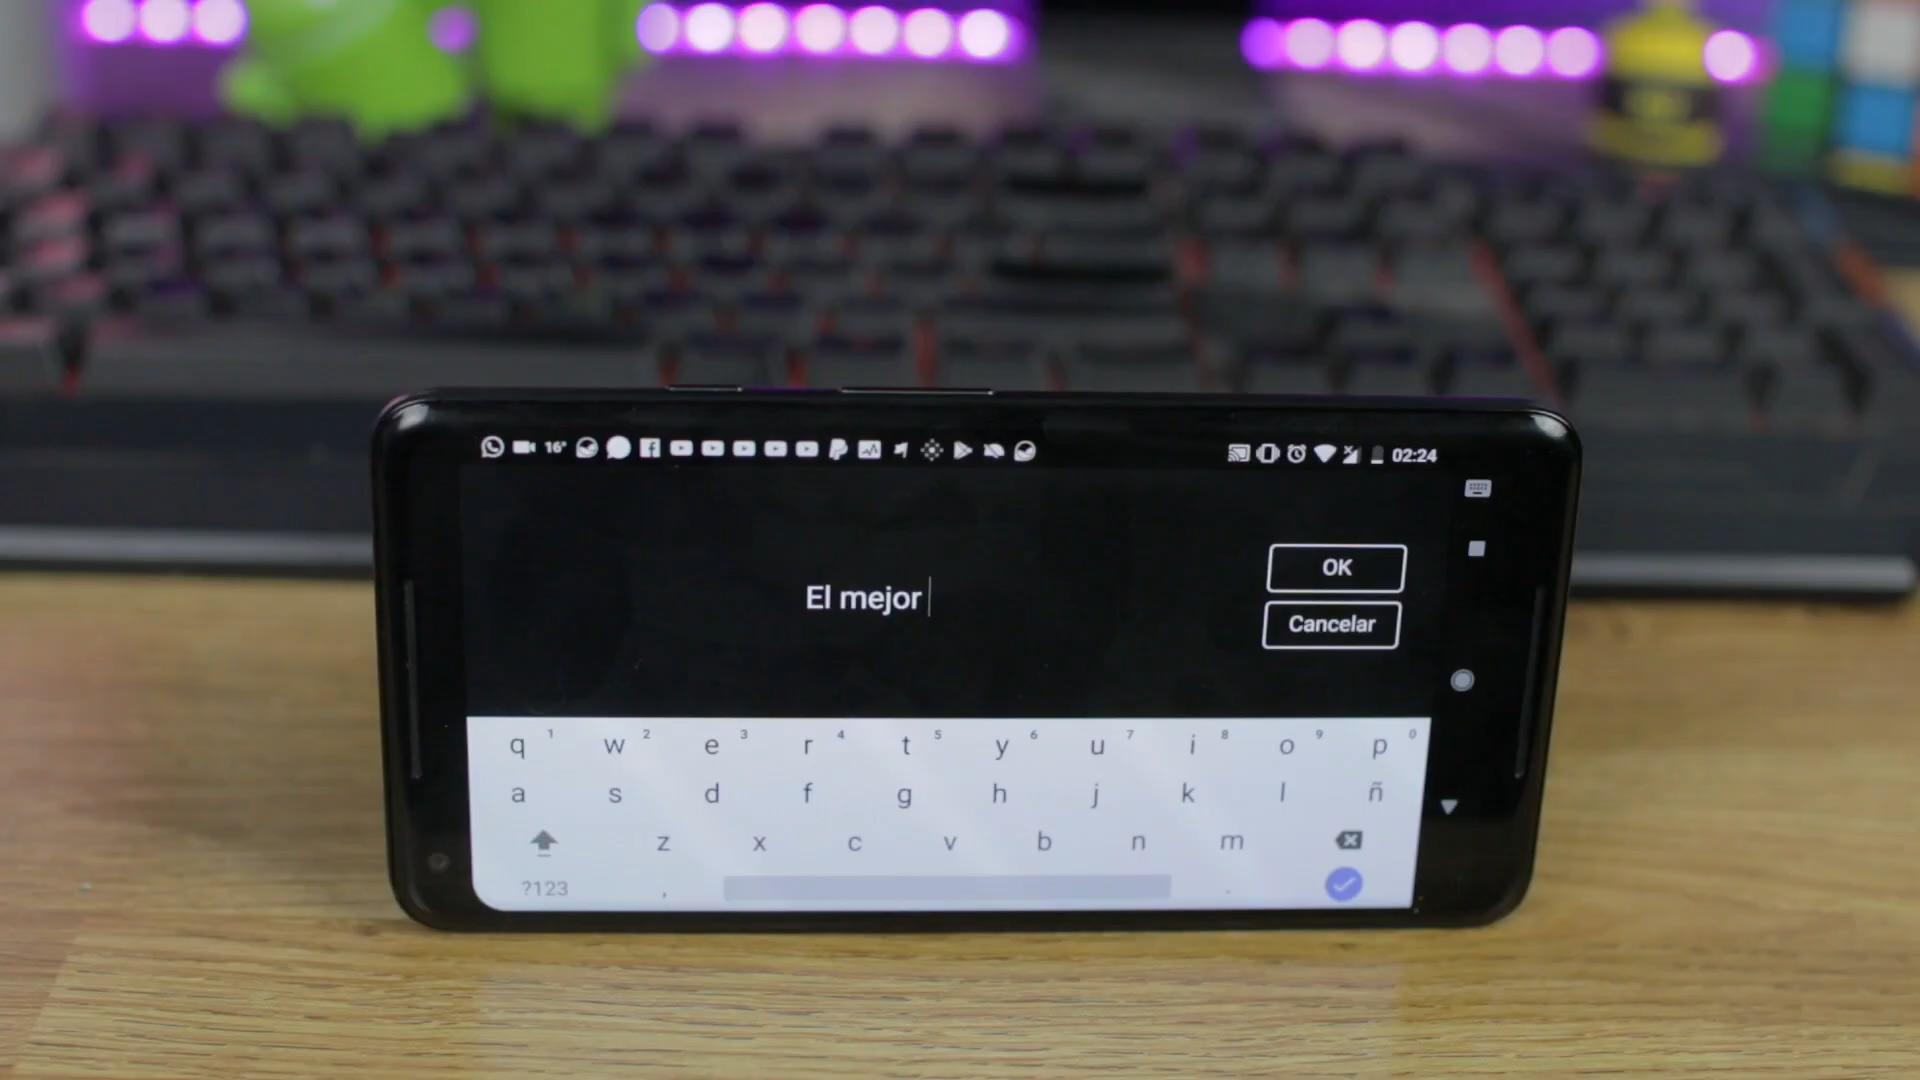 16° 02:24
OK
El mejor
Cancelar
q 1 w 2 e 3 r 4 t 5 y 6 u 7 i 8 o 9 p 0
a s d f g h j k l ñ
z x c v b n m
?123 , .